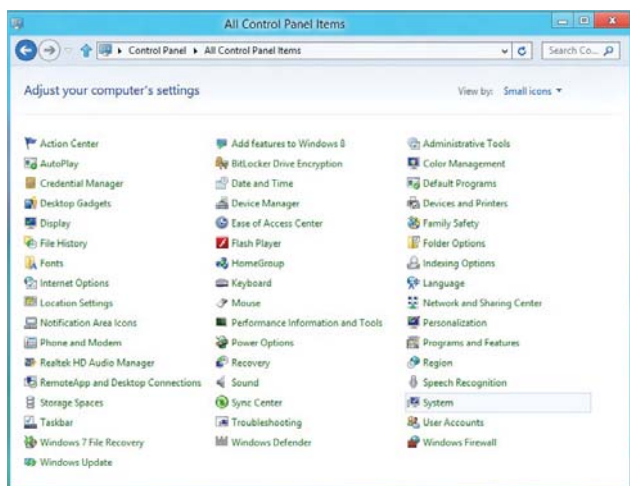 All Control Panel Items
Control Panel ▸ All Control Panel Items
Search Co...
Adjust your computer's settings
View by: Small icons
Action Center Add features to Windows 8 Administrative Tools
AutoPlay BitLocker Drive Encryption Color Management
Credential Manager Date and Time Default Programs
Desktop Gadgets Device Manager Devices and Printers
Display Ease of Access Center Family Safety
File History Flash Player Folder Options
Fonts HomeGroup Indexing Options
Internet Options Keyboard Language
Location Settings Mouse Network and Sharing Center
Notification Area Icons Performance Information and Tools Personalization
Phone and Modem Power Options Programs and Features
Realtek HD Audio Manager Recovery Region
RemoteApp and Desktop Connections Sound Speech Recognition
Storage Spaces Sync Center System
Taskbar Troubleshooting User Accounts
Windows 7 File Recovery Windows Defender Windows Firewall
Windows Update